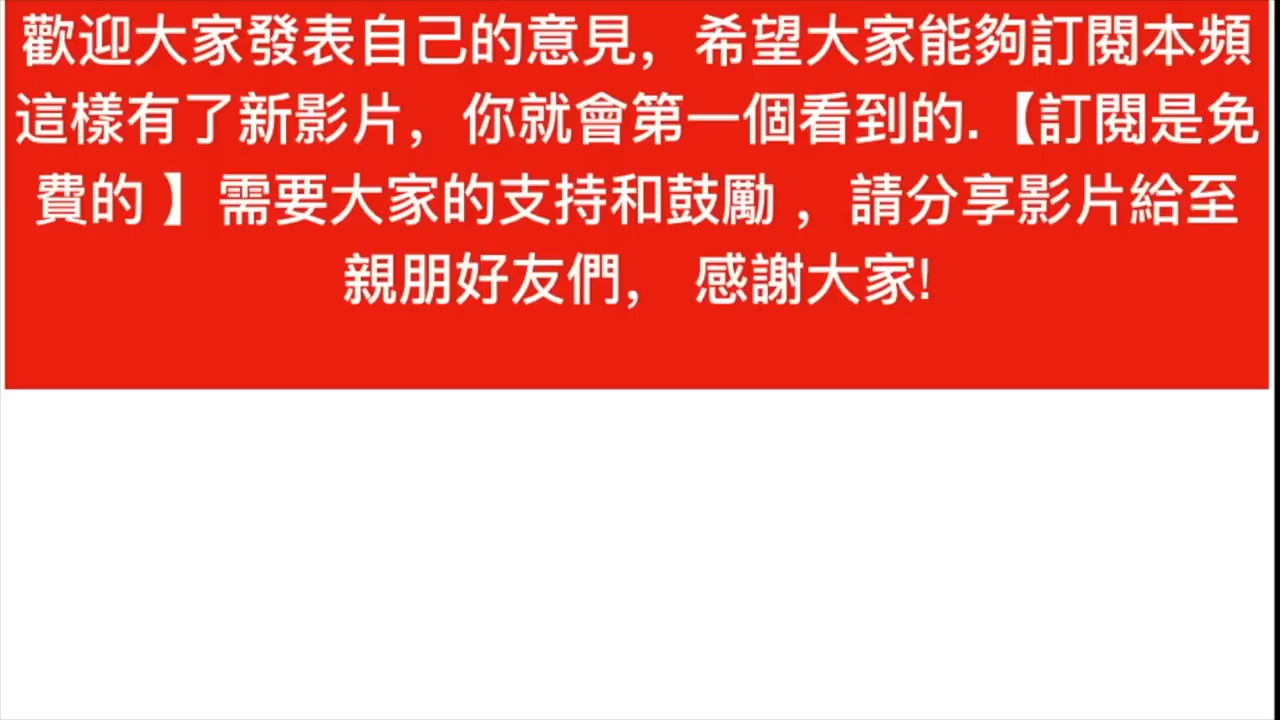 歡迎大家發表自己的意見，希望大家能夠訂閱本頻
這樣有了新影片，你就會第一個看到的.【訂閱是免
費的 】需要大家的支持和鼓勵 ，請分享影片給至
親朋好友們， 感謝大家!